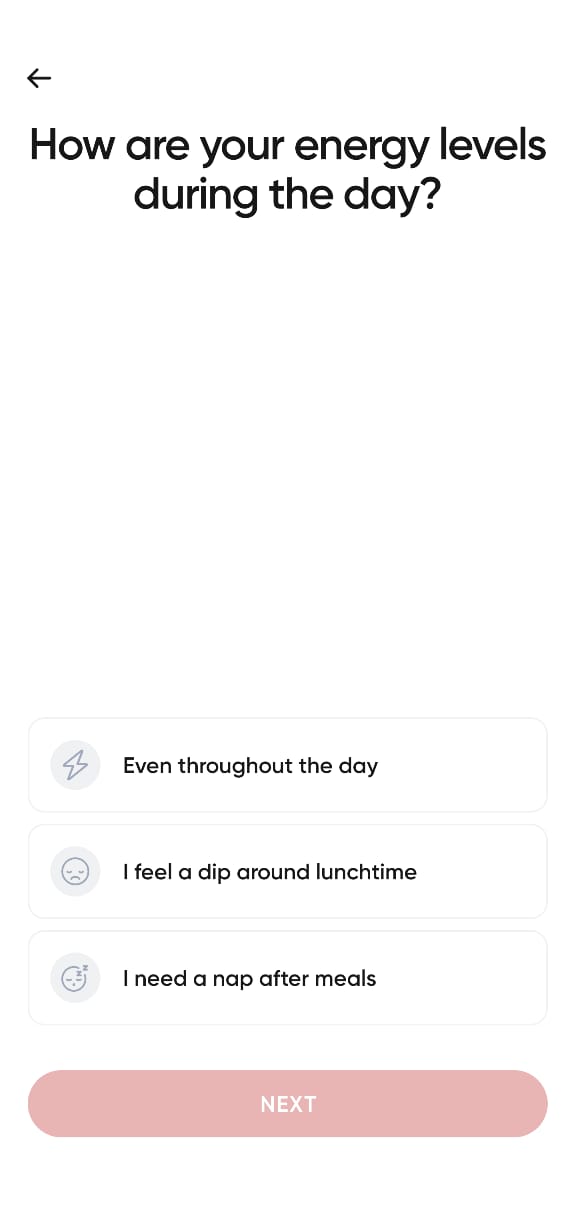 How are your energy levels
during the day?
Even throughout the day
I feel a dip around lunchtime
I need a nap after meals
NEXT